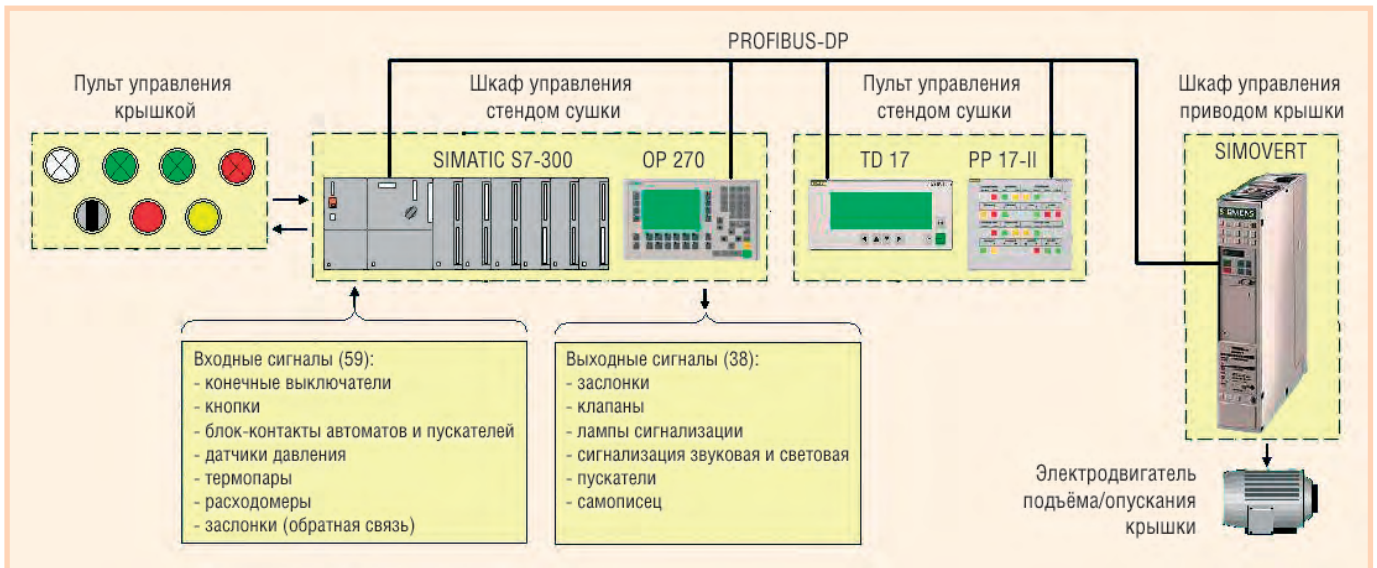 PROFIBUS-DP
Пульт управления
крышкой
Шкаф управления
стендом сушки
Пульт управления
стендом сушки
Шкаф управления
приводом крышки
SIMATIC S7-300
OP 270
TD 17
PP 17-II
SIMOVERT
SIEMENS
Входные сигналы (59):
- конечные выключатели
- кнопки
- блок-контакты автоматов и пускателей
- датчики давления
- термопары
- расходомеры
- заслонки (обратная связь)
Выходные сигналы (38):
- заслонки
- клапаны
- лампы сигнализации
- сигнализация звуковая и световая
- пускатели
- самописец
Электродвигатель
подъёма/опускания
крышки